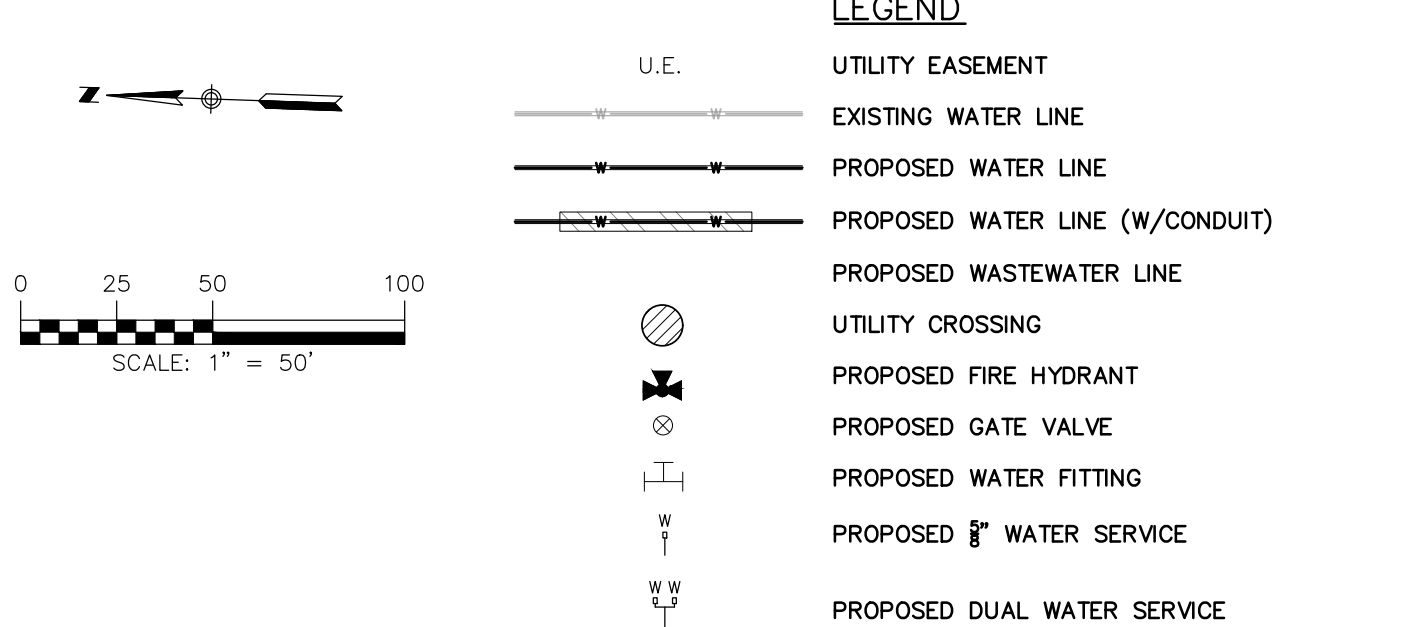 LEGEND
U.E. UTILITY EASEMENT
N
W W EXISTING WATER LINE
W W PROPOSED WATER LINE
W W PROPOSED WATER LINE (W/CONDUIT)
PROPOSED WASTEWATER LINE
0 25 50 100
SCALE: 1" = 50'
UTILITY CROSSING
PROPOSED FIRE HYDRANT
PROPOSED GATE VALVE
PROPOSED WATER FITTING
W PROPOSED 5/8" WATER SERVICE
W W PROPOSED DUAL WATER SERVICE